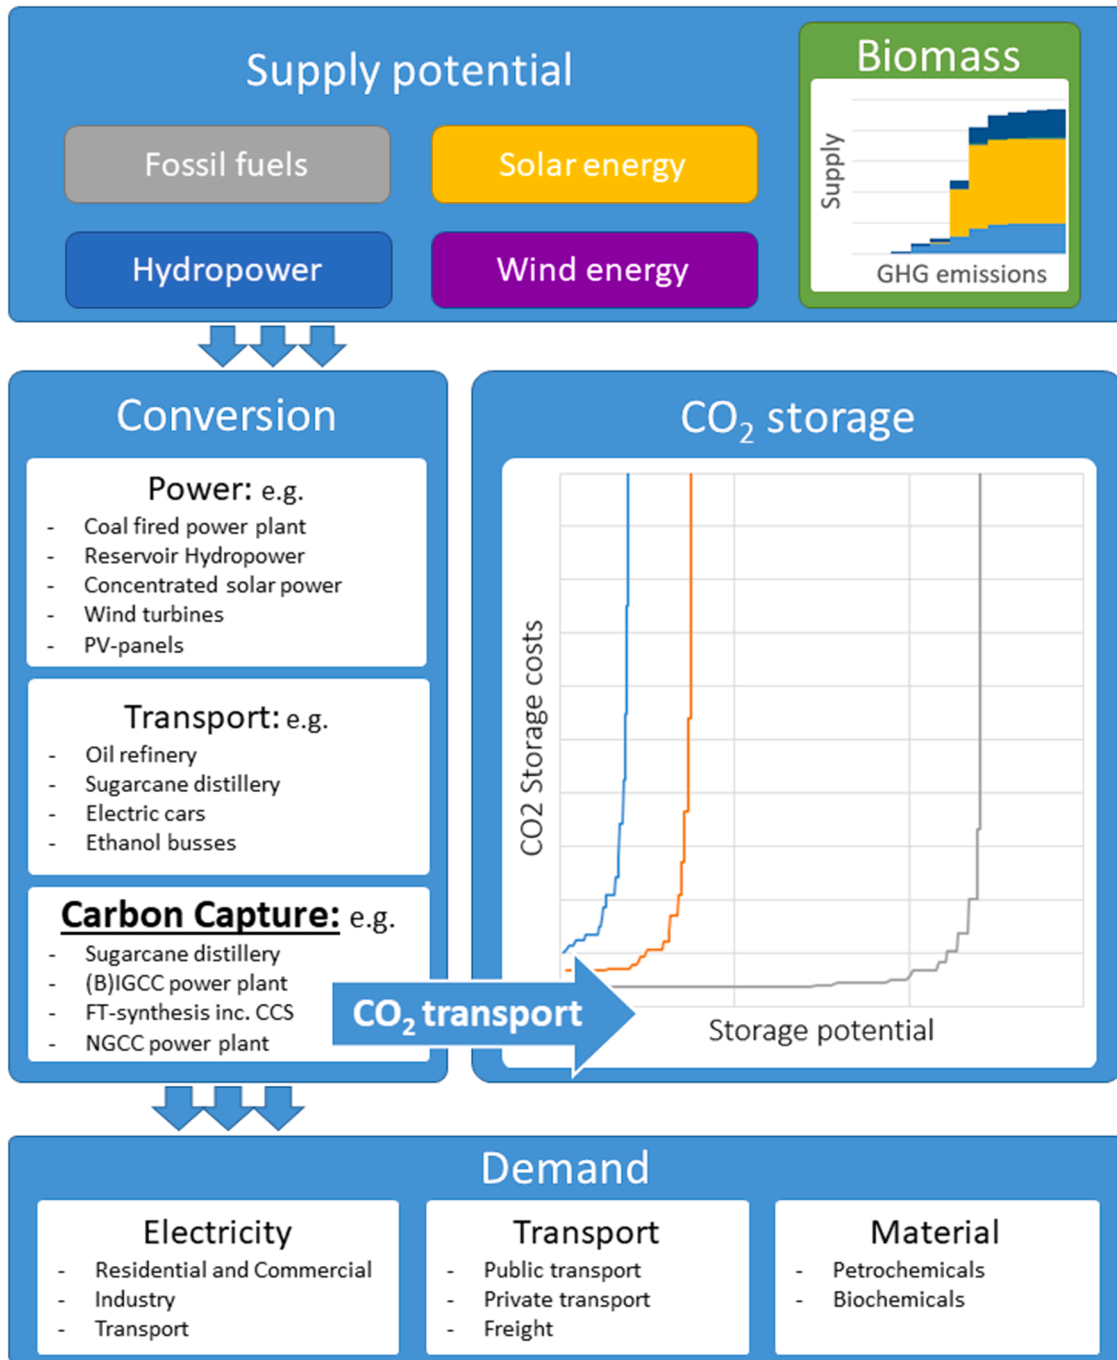 Supply potential
Fossil fuels
Solar energy
Hydropower
Wind energy
Biomass
Supply
GHG emissions
Conversion
Power: e.g.
- Coal fired power plant
- Reservoir Hydropower
- Concentrated solar power
- Wind turbines
- PV-panels
Transport: e.g.
- Oil refinery
- Sugarcane distillery
- Electric cars
- Ethanol busses
Carbon Capture: e.g.
- Sugarcane distillery
- (B)IGCC power plant
- FT-synthesis inc. CCS
- NGCC power plant
CO₂ transport
CO₂ storage
CO2 Storage costs
Storage potential
Demand
Electricity
- Residential and Commercial
- Industry
- Transport
Transport
- Public transport
- Private transport
- Freight
Material
- Petrochemicals
- Biochemicals